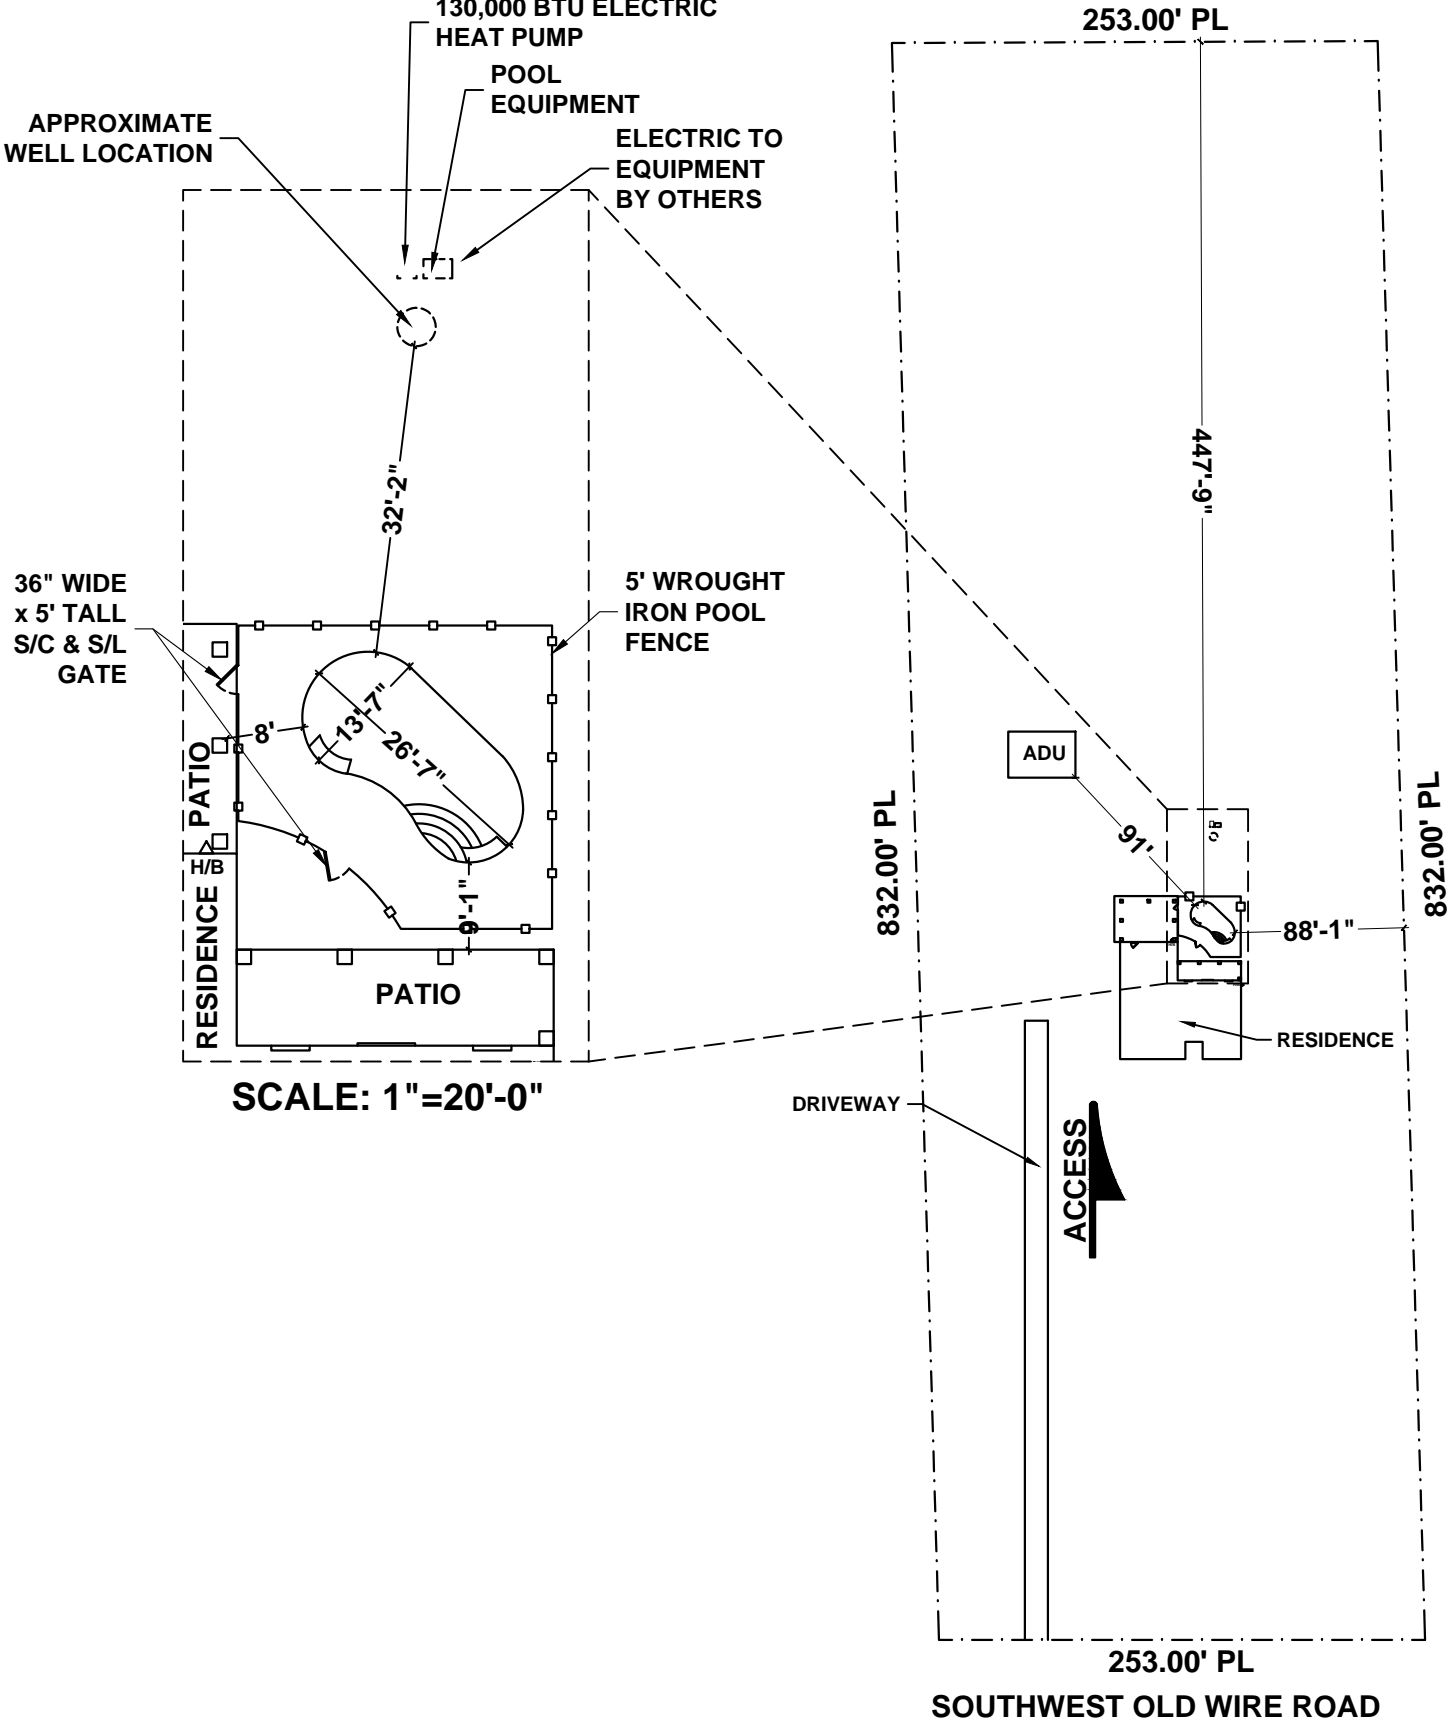 130,000 BTU ELECTRIC
HEAT PUMP
POOL
EQUIPMENT
APPROXIMATE
WELL LOCATION
ELECTRIC TO
EQUIPMENT
BY OTHERS
32'-2"
36" WIDE
x 5' TALL
S/C & S/L
GATE
5' WROUGHT
IRON POOL
FENCE
8'
13'-7"
26'-7"
PATIO
H/B
RESIDENCE
9'-1"
PATIO
SCALE: 1"=20'-0"
253.00' PL
447'-9"
ADU
91'
832.00' PL
832.00' PL
88'-1"
RESIDENCE
DRIVEWAY
ACCESS
253.00' PL
SOUTHWEST OLD WIRE ROAD